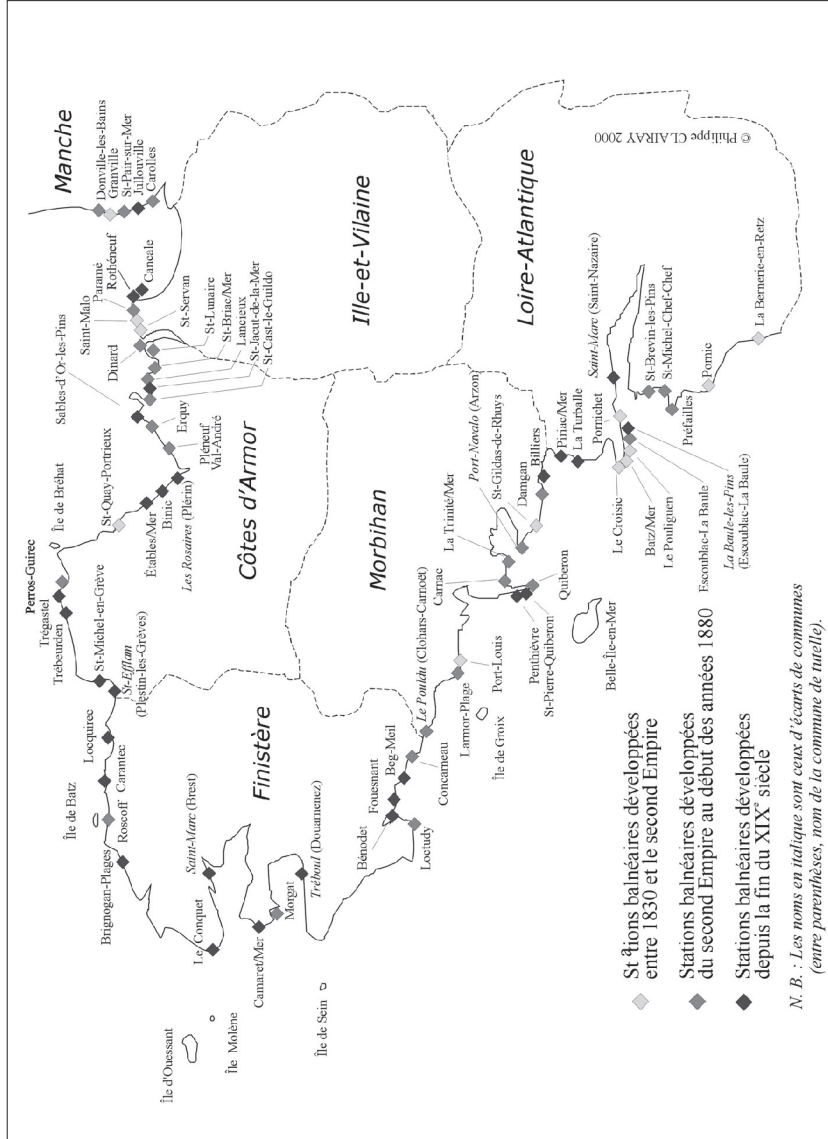 Manche
Donville-les-Bains
Granville
St-Pair-sur-Mer
Jullouville
Carolles
Rothéneuf
Cancale
Paramé
Saint-Malo
St-Servan
Dinard
St-Lunaire
St-Briac/Mer
Lancieux
St-Jacut-de-la-Mer
St-Cast-le-Guildo
Sables-d'Or-les-Pins
Erquy
Pléneuf
Val-André
Île de Bréhat
St-Quay-Portrieux
Étables/Mer
Binic
Les Rosaires (Plérin)
Perros-Guirec
Trégastel
Trébeurden
St-Michel-en-Grève
St-Efflam
(Plestin-les-Grèves)
Locquirec
Carantec
Île de Batz
Roscoff
Brignogan-Plages
Côtes d'Armor
Ille-et-Vilaine
Finistère
Morbihan
Loire-Atlantique
© Philippe CLAIRAY 2000
Saint-Marc (Brest)
Le Conquet
Camaret/Mer
Morgat
Tréboul (Douarnenez)
Île d'Ouessant
Île Molène
Île de Sein
Loctudy
Bénodet
Fouesnant
Beg-Meil
Concarneau
Le Pouldu (Clohars-Carnoët)
Île de Groix
Larmor-Plage
Port-Louis
Penthièvre
St-Pierre-Quiberon
Quiberon
Belle-Île-en-Mer
Carnac
La Trinité/Mer
Port-Navalo (Arzon)
St-Gildas-de-Rhuys
Damgan
Billiers
Piriac/Mer
La Turballe
Le Croisic
Batz/Mer
Le Pouliguen
Escoublac-La Baule
La Baule-les-Pins
(Escoublac-La Baule)
Pornichet
Saint-Marc (Saint-Nazaire)
St-Brevin-les-Pins
St-Michel-Chef-Chef
Préfailles
Pornic
La Bernerie-en-Retz
Stations balnéaires développées
entre 1830 et le second Empire
Stations balnéaires développées
du second Empire au début des années 1880
Stations balnéaires développées
depuis la fin du XIXe siècle
N. B. : Les noms en italique sont ceux d'écarts de communes
(entre parenthèses, nom de la commune de tutelle).